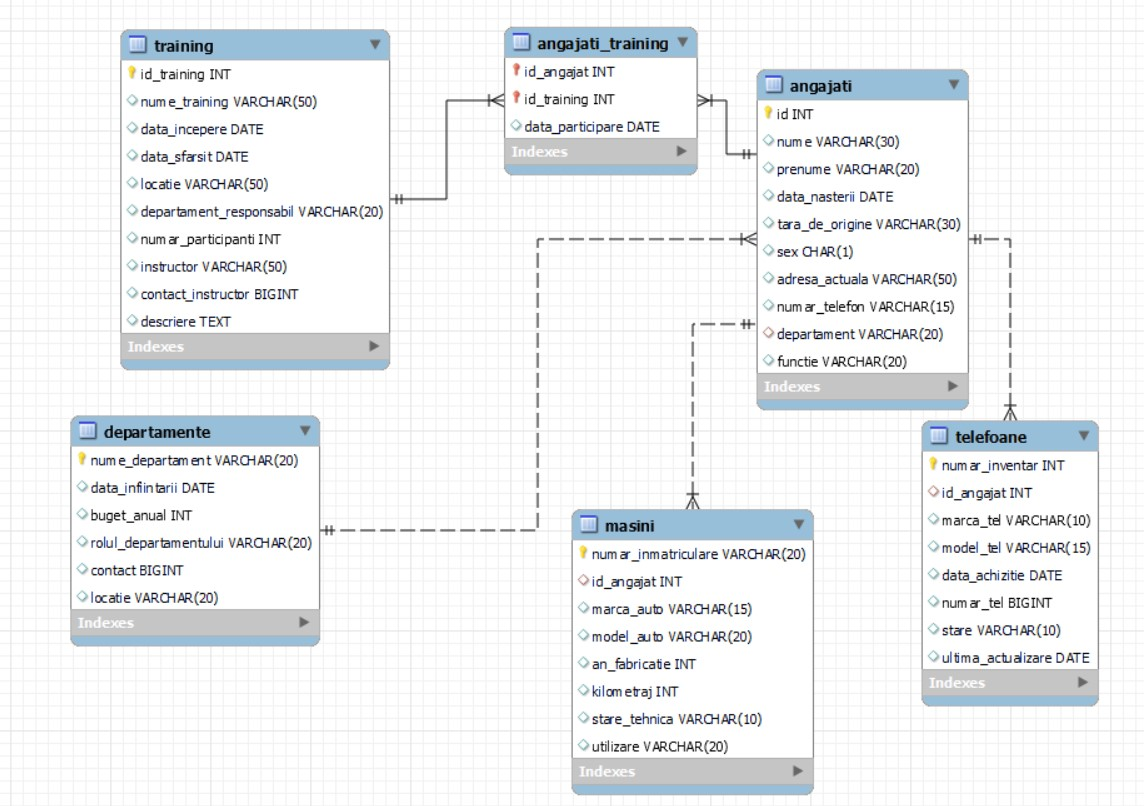 training
id_training INT
nume_training VARCHAR(50)
data_incepere DATE
data_sfarsit DATE
locatie VARCHAR(50)
departament_responsabil VARCHAR(20)
numar_participanti INT
instructor VARCHAR(50)
contact_instructor BIGINT
descriere TEXT
Indexes
angajati_training
id_angajat INT
id_training INT
data_participare DATE
Indexes
angajati
id INT
nume VARCHAR(30)
prenume VARCHAR(20)
data_nasterii DATE
tara_de_origine VARCHAR(30)
sex CHAR(1)
adresa_actuala VARCHAR(50)
numar_telefon VARCHAR(15)
departament VARCHAR(20)
functie VARCHAR(20)
Indexes
departamente
nume_departament VARCHAR(20)
data_infiintarii DATE
buget_anual INT
rolul_departamentului VARCHAR(20)
contact BIGINT
locatie VARCHAR(20)
Indexes
masini
numar_inmatriculare VARCHAR(20)
id_angajat INT
marca_auto VARCHAR(15)
model_auto VARCHAR(20)
an_fabricatie INT
kilometraj INT
stare_tehnica VARCHAR(10)
utilizare VARCHAR(20)
Indexes
telefoane
numar_inventar INT
id_angajat INT
marca_tel VARCHAR(10)
model_tel VARCHAR(15)
data_achizitie DATE
numar_tel BIGINT
stare VARCHAR(10)
ultima_actualizare DATE
Indexes